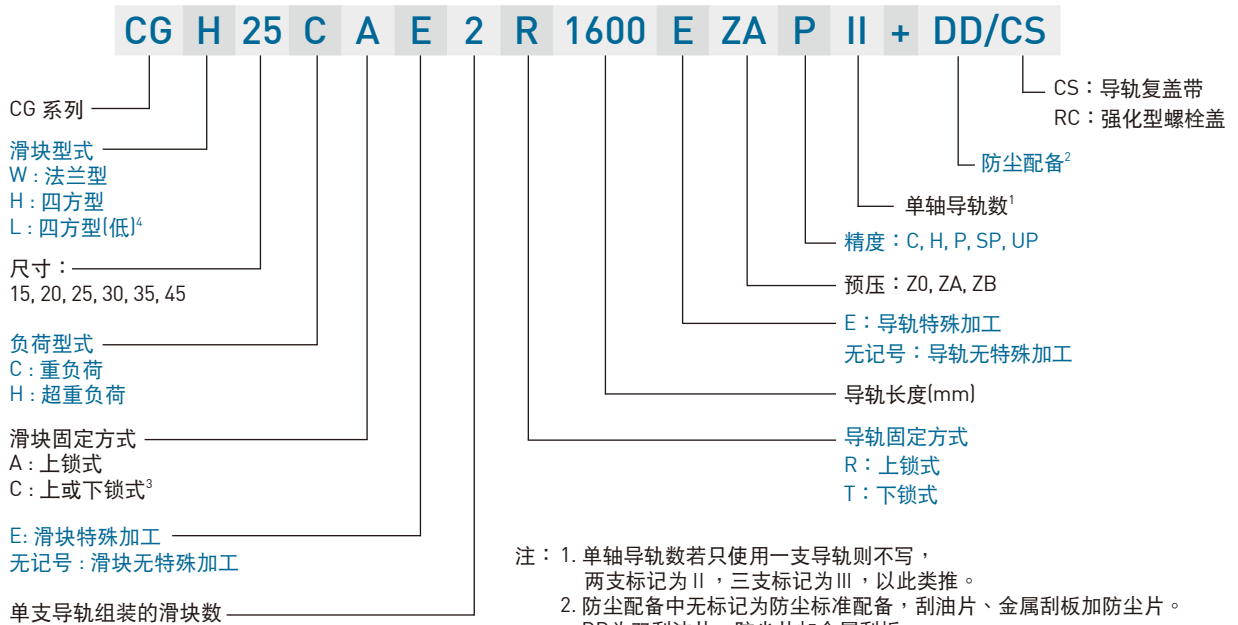 CG H 25 C A E 2 R 1600 E ZA P II + DD/CS
CG 系列
滑块型式
W : 法兰型
H : 四方型
L : 四方型(低)4
尺寸：
15, 20, 25, 30, 35, 45
负荷型式
C : 重负荷
H : 超重负荷
滑块固定方式
A : 上锁式
C : 上或下锁式3
E: 滑块特殊加工
无记号 : 滑块无特殊加工
单支导轨组装的滑块数
CS：导轨复盖带
RC：强化型螺栓盖
防尘配备2
单轴导轨数1
精度：C, H, P, SP, UP
预压：Z0, ZA, ZB
E：导轨特殊加工
无记号：导轨无特殊加工
导轨长度(mm)
导轨固定方式
R：上锁式
T：下锁式
注：1. 单轴导轨数若只使用一支导轨则不写，
两支标记为Ⅱ，三支标记为Ⅲ，以此类推。
2. 防尘配备中无标记为防尘标准配备，刮油片、金属刮板加防尘片。